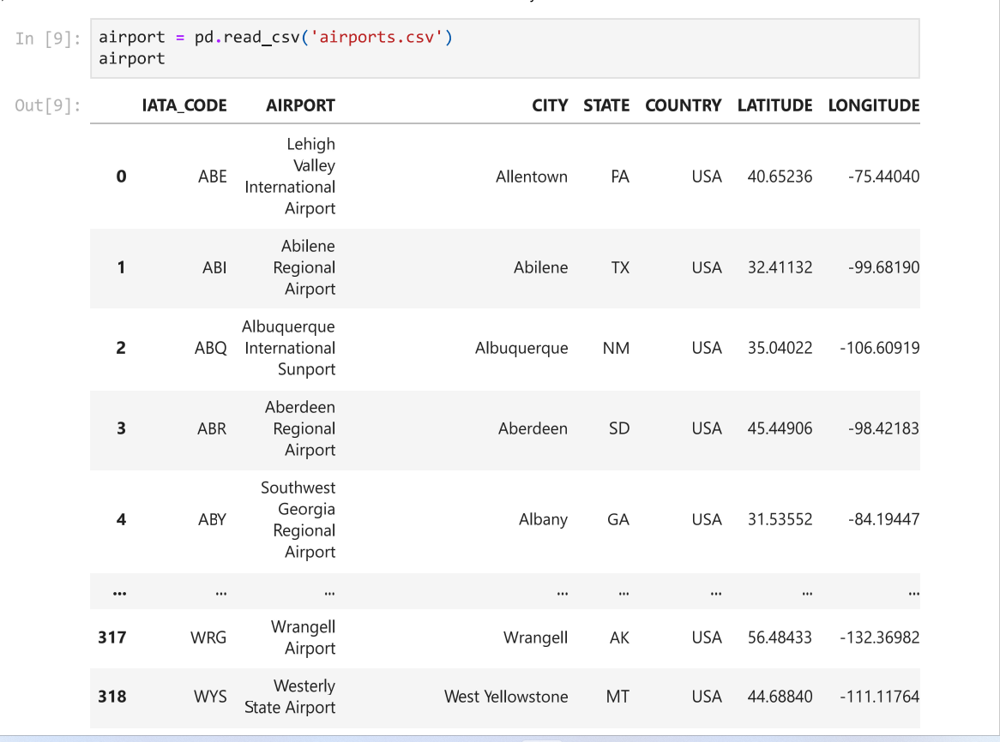 In [9]: airport = pd.read_csv('airports.csv')
airport
Out[9]: IATA_CODE AIRPORT CITY STATE COUNTRY LATITUDE LONGITUDE
Lehigh
Valley
0 ABE International Allentown PA USA 40.65236 -75.44040
Airport
Abilene
1 ABI Regional Abilene TX USA 32.41132 -99.68190
Airport
Albuquerque
2 ABQ International Albuquerque NM USA 35.04022 -106.60919
Sunport
Aberdeen
3 ABR Regional Aberdeen SD USA 45.44906 -98.42183
Airport
Southwest
Georgia
4 ABY Regional Albany GA USA 31.53552 -84.19447
Airport
... ... ... ... ... ... ... ...
Wrangell
317 WRG Airport Wrangell AK USA 56.48433 -132.36982
Westerly
318 WYS State Airport West Yellowstone MT USA 44.68840 -111.11764